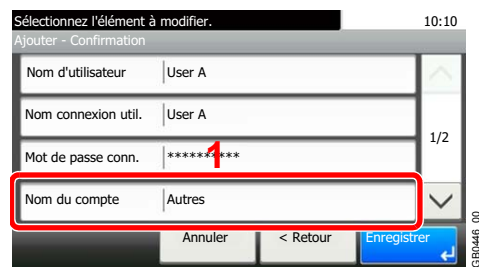 Sélectionnez l'élément à modifier. 10:10
Ajouter - Confirmation
Nom d'utilisateur User A
Nom connexion util. User A
1/2
Mot de passe conn. **********
1
Nom du compte Autres
Annuler < Retour Enregistrer
GB0446_00